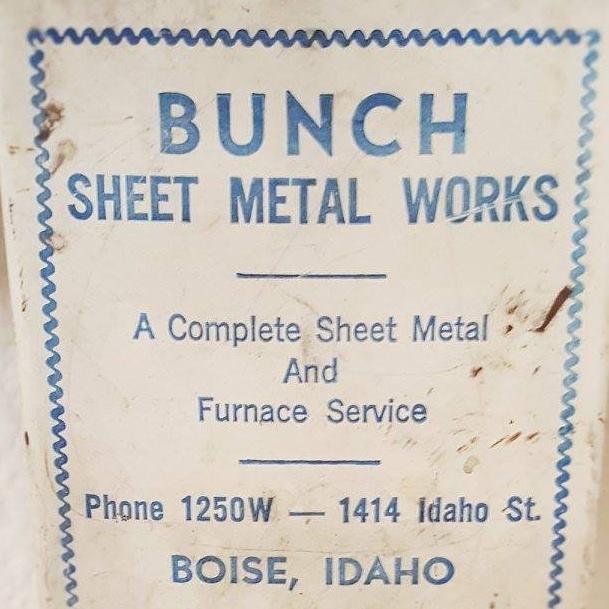 BUNCH
SHEET METAL WORKS
A Complete Sheet Metal
And
Furnace Service
Phone 1250W — 1414 Idaho St.
BOISE, IDAHO